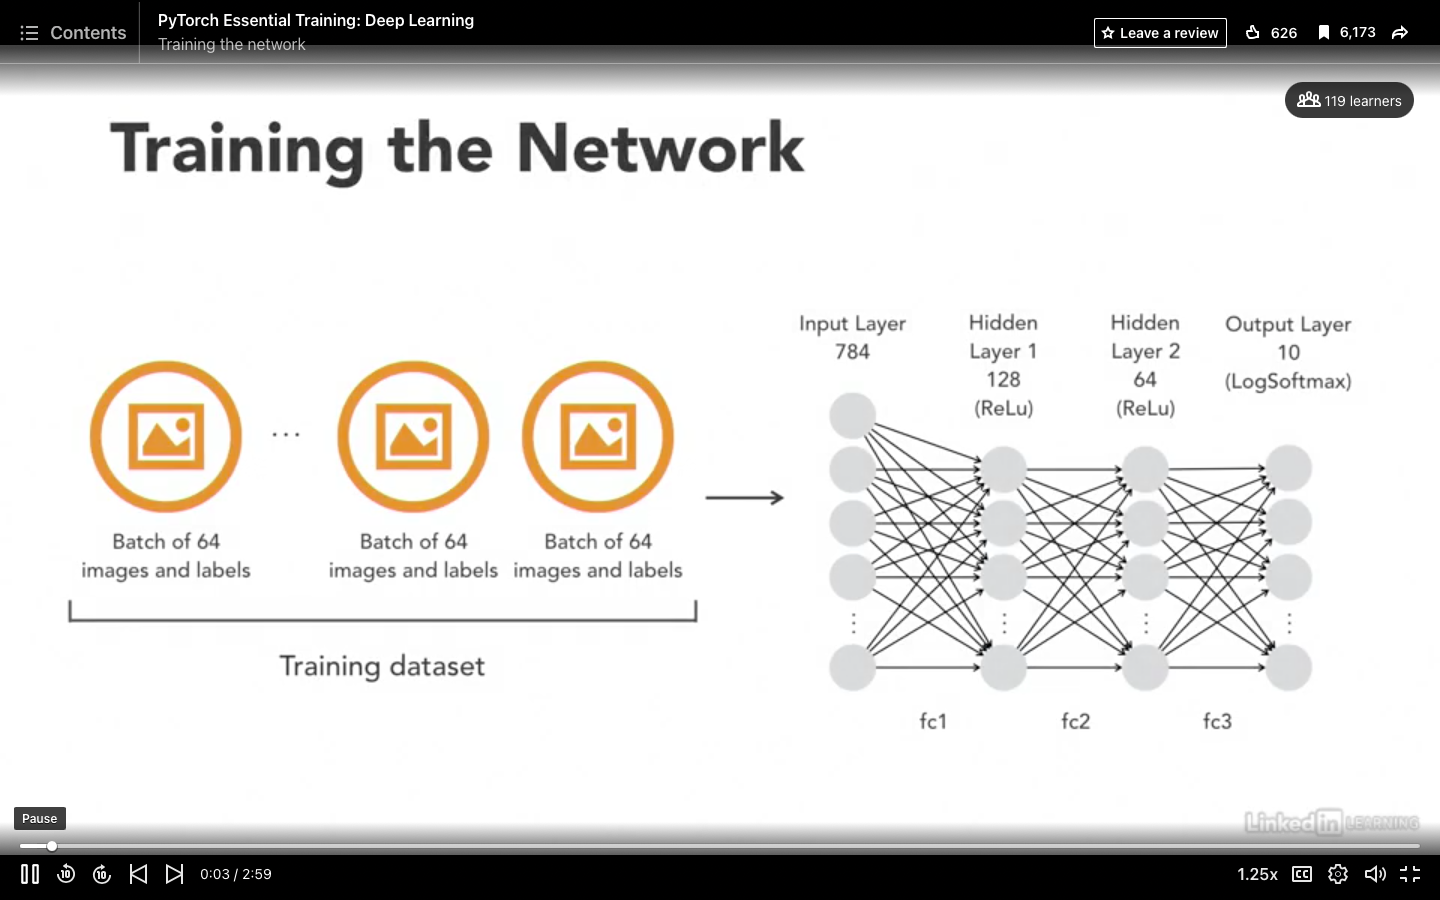 Contents
PyTorch Essential Training: Deep Learning
Training the network
Leave a review
626
6,173
119 learners
Training the Network
Batch of 64
images and labels
...
Batch of 64
images and labels
Batch of 64
images and labels
Training dataset
Input Layer
784
Hidden
Layer 1
128
(ReLu)
Hidden
Layer 2
64
(ReLu)
Output Layer
10
(LogSoftmax)
fc1
fc2
fc3
Pause
LinkedIn LEARNING
10
10
0:03 / 2:59
1.25x
CC